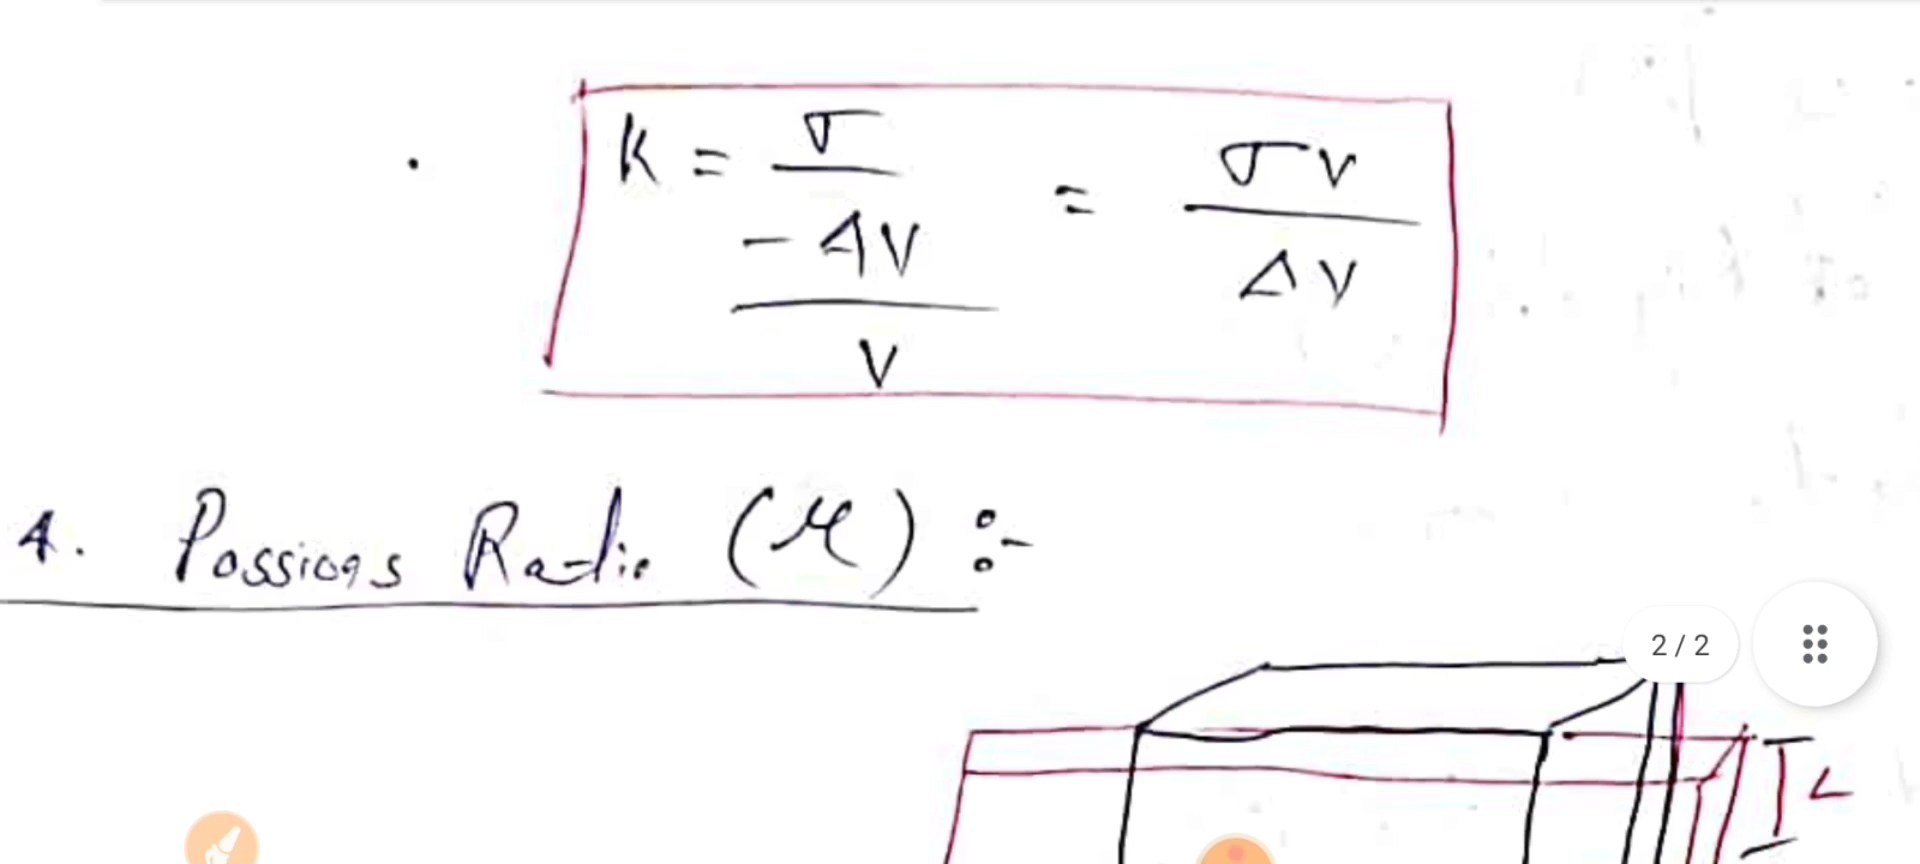 K = σ / (-ΔV / V) = σV / ΔV
4. Possions Ratio (μ) :-
2 / 2
L